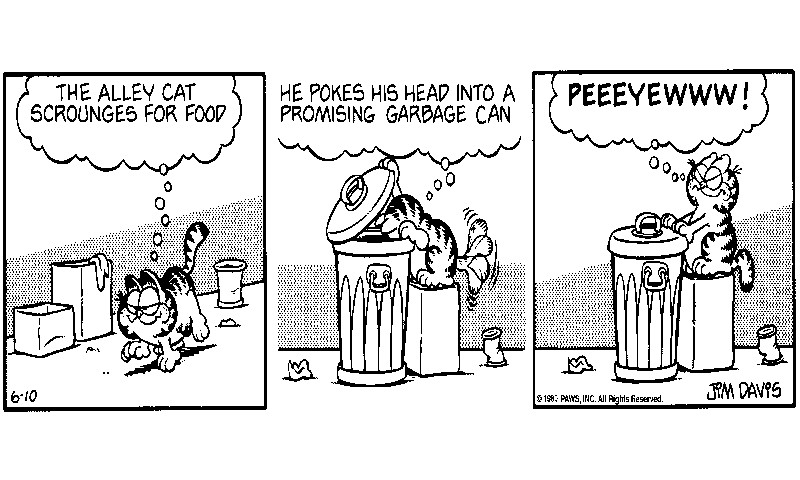 THE ALLEY CAT
SCROUNGES FOR FOOD
6-10
HE POKES HIS HEAD INTO A
PROMISING GARBAGE CAN
PEEEYEWWW!
PAWS, INC. All Rights Reserved.
JIM DAVIS